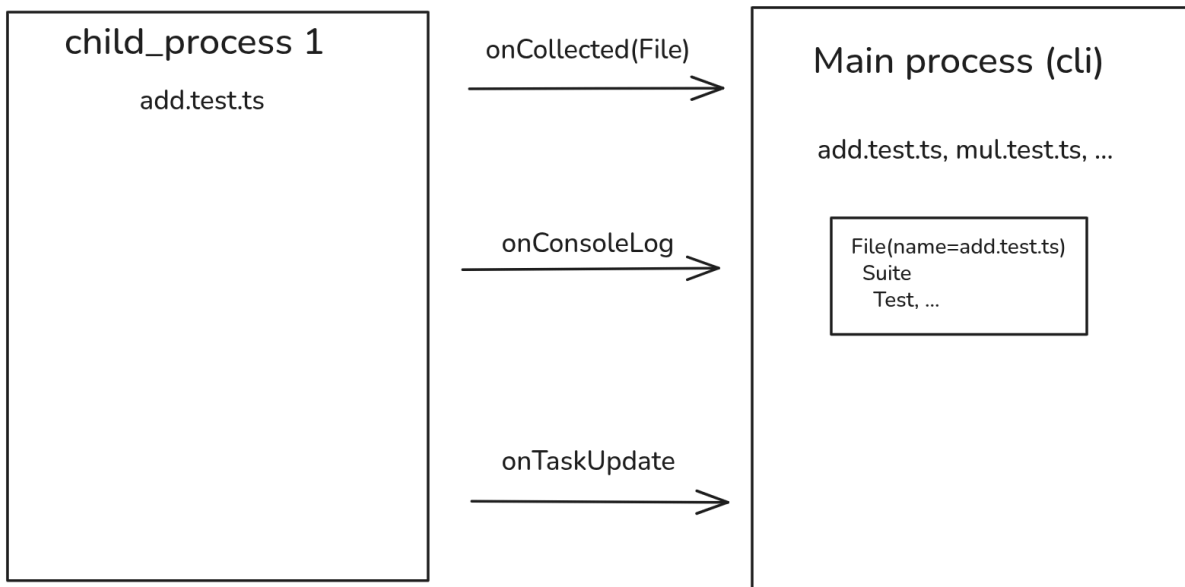 child_process 1
add.test.ts
onCollected(File)
onConsoleLog
onTaskUpdate
Main process (cli)
add.test.ts, mul.test.ts, ...
File(name=add.test.ts)
Suite
Test, ...